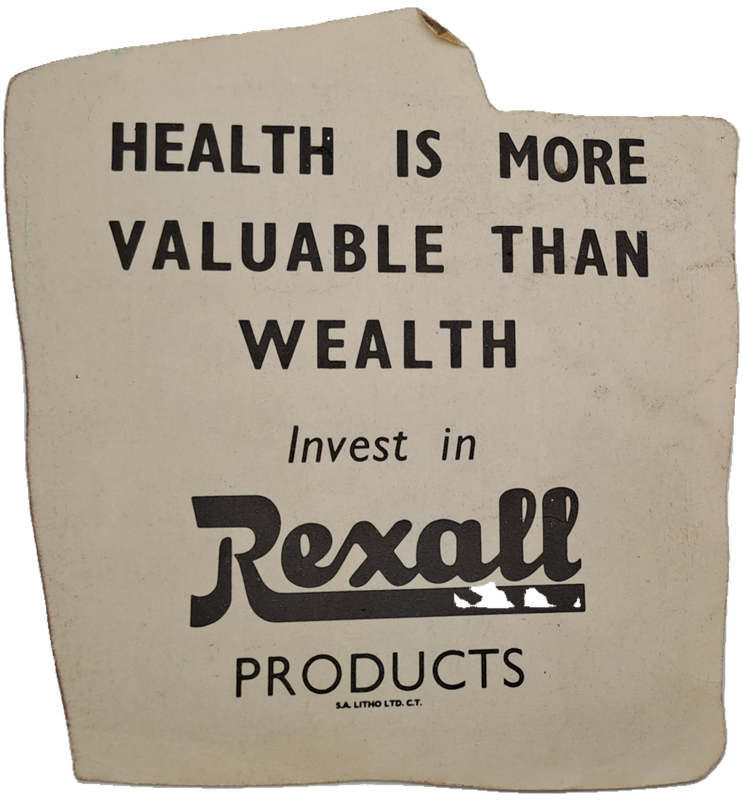 HEALTH IS MORE
VALUABLE THAN
WEALTH
Invest in
Rexall
PRODUCTS
S.A. LITHO LTD. C.T.